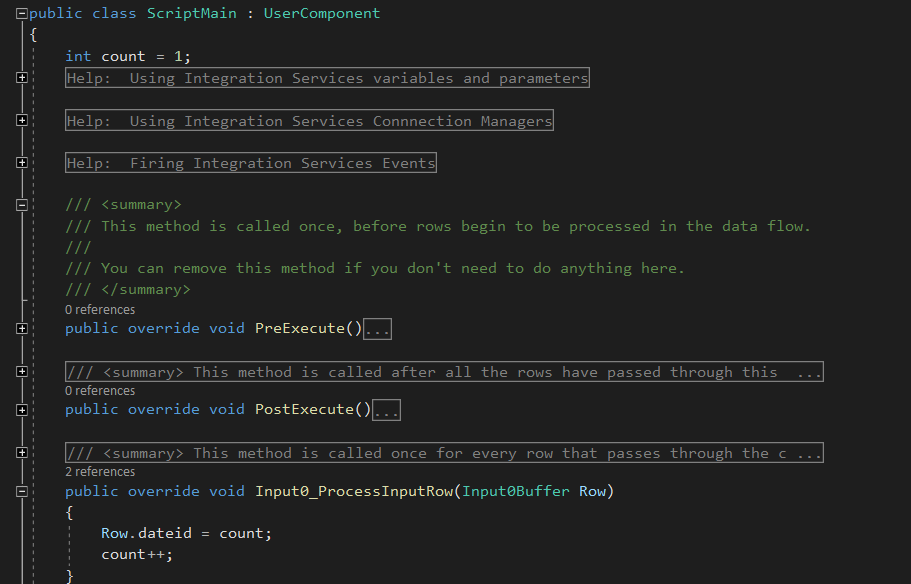 public class ScriptMain : UserComponent
{
int count = 1;
Help:  Using Integration Services variables and parameters
Help:  Using Integration Services Connnection Managers
Help:  Firing Integration Services Events
/// <summary>
/// This method is called once, before rows begin to be processed in the data flow.
///
/// You can remove this method if you don't need to do anything here.
/// </summary>
0 references
public override void PreExecute()...
/// <summary> This method is called after all the rows have passed through this  ...
0 references
public override void PostExecute()...
/// <summary> This method is called once for every row that passes through the c ...
2 references
public override void Input0_ProcessInputRow(Input0Buffer Row)
{
Row.dateid = count;
count++;
}